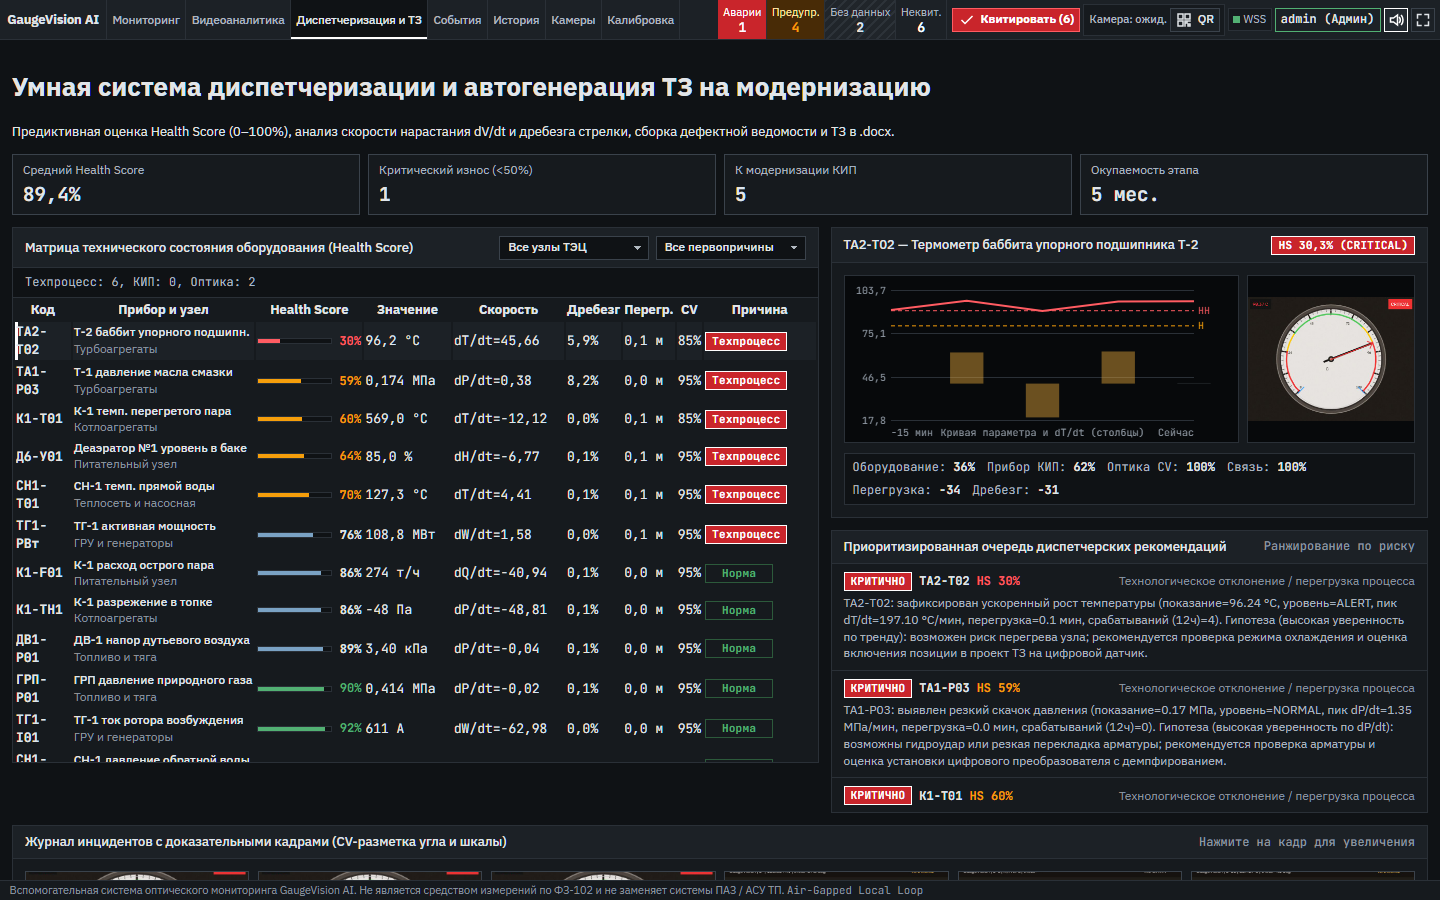 GaugeVision AI
Мониторинг
Видеоаналитика
Диспетчеризация и ТЗ
События
История
Камеры
Калибровка
Аварии
1
Предупр.
4
Без данных
2
Неквит.
6
Квитировать (6)
Камера: ожид.
QR
WSS
admin (Админ)
Умная система диспетчеризации и автогенерация ТЗ на модернизацию
Предиктивная оценка Health Score (0–100%), анализ скорости нарастания dV/dt и дребезга стрелки, сборка дефектной ведомости и ТЗ в .docx.
Средний Health Score
89,4%
Критический износ (<50%)
1
К модернизации КИП
5
Окупаемость этапа
5 мес.
Матрица технического состояния оборудования (Health Score)
Все узлы ТЭЦ
Все первопричины
Техпроцесс: 6, КИП: 0, Оптика: 2
Код Прибор и узел Health Score Значение Скорость Дребезг Перегр. CV Причина
ТА2-Т02 Т-2 баббит упорного подшипн. Турбоагрегаты 30% 96,2 °C dT/dt=45,66 5,9% 0,1 м 85% Техпроцесс
ТА1-Р03 Т-1 давление масла смазки Турбоагрегаты 59% 0,174 МПа dP/dt=0,38 8,2% 0,0 м 95% Техпроцесс
К1-Т01 К-1 темп. перегретого пара Котлоагрегаты 60% 569,0 °C dT/dt=-12,12 0,0% 0,1 м 85% Техпроцесс
Д6-У01 Деаэратор №1 уровень в баке Питательный узел 64% 85,0 % dH/dt=-6,77 0,1% 0,1 м 95% Техпроцесс
СН1-Т01 СН-1 темп. прямой воды Теплосеть и насосная 70% 127,3 °C dT/dt=4,41 0,1% 0,1 м 95% Техпроцесс
ТГ1-РВт ТГ-1 активная мощность ГРУ и генераторы 76% 108,8 МВт dW/dt=1,58 0,0% 0,1 м 95% Техпроцесс
К1-F01 К-1 расход острого пара Питательный узел 86% 274 т/ч dQ/dt=-40,94 0,1% 0,0 м 95% Норма
К1-ТН1 К-1 разрежение в топке Котлоагрегаты 86% -48 Па dP/dt=-48,81 0,1% 0,0 м 95% Норма
ДВ1-Р01 ДВ-1 напор дутьевого воздуха Топливо и тяга 89% 3,40 кПа dP/dt=-0,04 0,1% 0,0 м 95% Норма
ГРП-Р01 ГРП давление природного газа Топливо и тяга 90% 0,414 МПа dP/dt=-0,02 0,1% 0,0 м 95% Норма
ТГ1-I01 ТГ-1 ток ротора возбуждения ГРУ и генераторы 92% 611 А dW/dt=-62,98 0,0% 0,0 м 95% Норма
СН1- СН-1 давление обратной воды
ТА2-Т02 — Термометр баббита упорного подшипника Т-2
HS 30,3% (CRITICAL)
103,7
75,1
46,5
17,8
НН
Н
-15 мин Кривая параметра и dT/dt (столбцы) Сейчас
Оборудование: 36% Прибор КИП: 62% Оптика CV: 100% Связь: 100%
Перегрузка: -34 Дребезг: -31
Приоритизированная очередь диспетчерских рекомендаций
Ранжирование по риску
КРИТИЧНО ТА2-Т02 HS 30% Технологическое отклонение / перегрузка процесса
ТА2-Т02: зафиксирован ускоренный рост температуры (показание=96.24 °C, уровень=ALERT, пик
dT/dt=197.10 °C/мин, перегрузка=0.1 мин, срабатываний (12ч)=4). Гипотеза (высокая уверенность
по тренду): возможен риск перегрева узла; рекомендуется проверка режима охлаждения и оценка
включения позиции в проект ТЗ на цифровой датчик.
КРИТИЧНО ТА1-Р03 HS 59% Технологическое отклонение / перегрузка процесса
ТА1-Р03: выявлен резкий скачок давления (показание=0.17 МПа, уровень=NORMAL, пик dP/dt=1.35
МПа/мин, перегрузка=0.0 мин, срабатываний (12ч)=0). Гипотеза (высокая уверенность по dP/dt):
возможны гидроудар или резкая перекладка арматуры; рекомендуется проверка арматуры и
оценка установки цифрового преобразователя с демпфированием.
КРИТИЧНО К1-Т01 HS 60% Технологическое отклонение / перегрузка процесса
Журнал инцидентов с доказательными кадрами (CV-разметка угла и шкалы)
Нажмите на кадр для увеличения
Вспомогательная система оптического мониторинга GaugeVision AI. Не является средством измерений по ФЗ-102 и не заменяет системы ПАЗ / АСУ ТП. Air-Gapped Local Loop